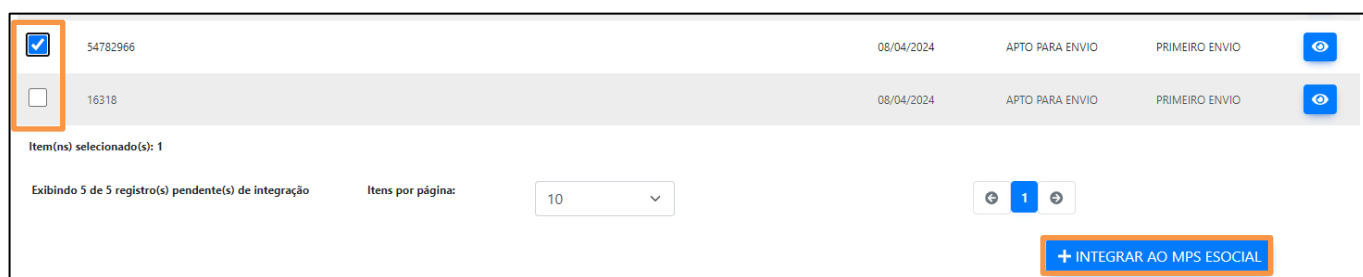 54782966 08/04/2024 APTO PARA ENVIO PRIMEIRO ENVIO
16318 08/04/2024 APTO PARA ENVIO PRIMEIRO ENVIO
Item(ns) selecionado(s): 1
Exibindo 5 de 5 registro(s) pendente(s) de integração Itens por página: 10 1
+ INTEGRAR AO MPS ESOCIAL